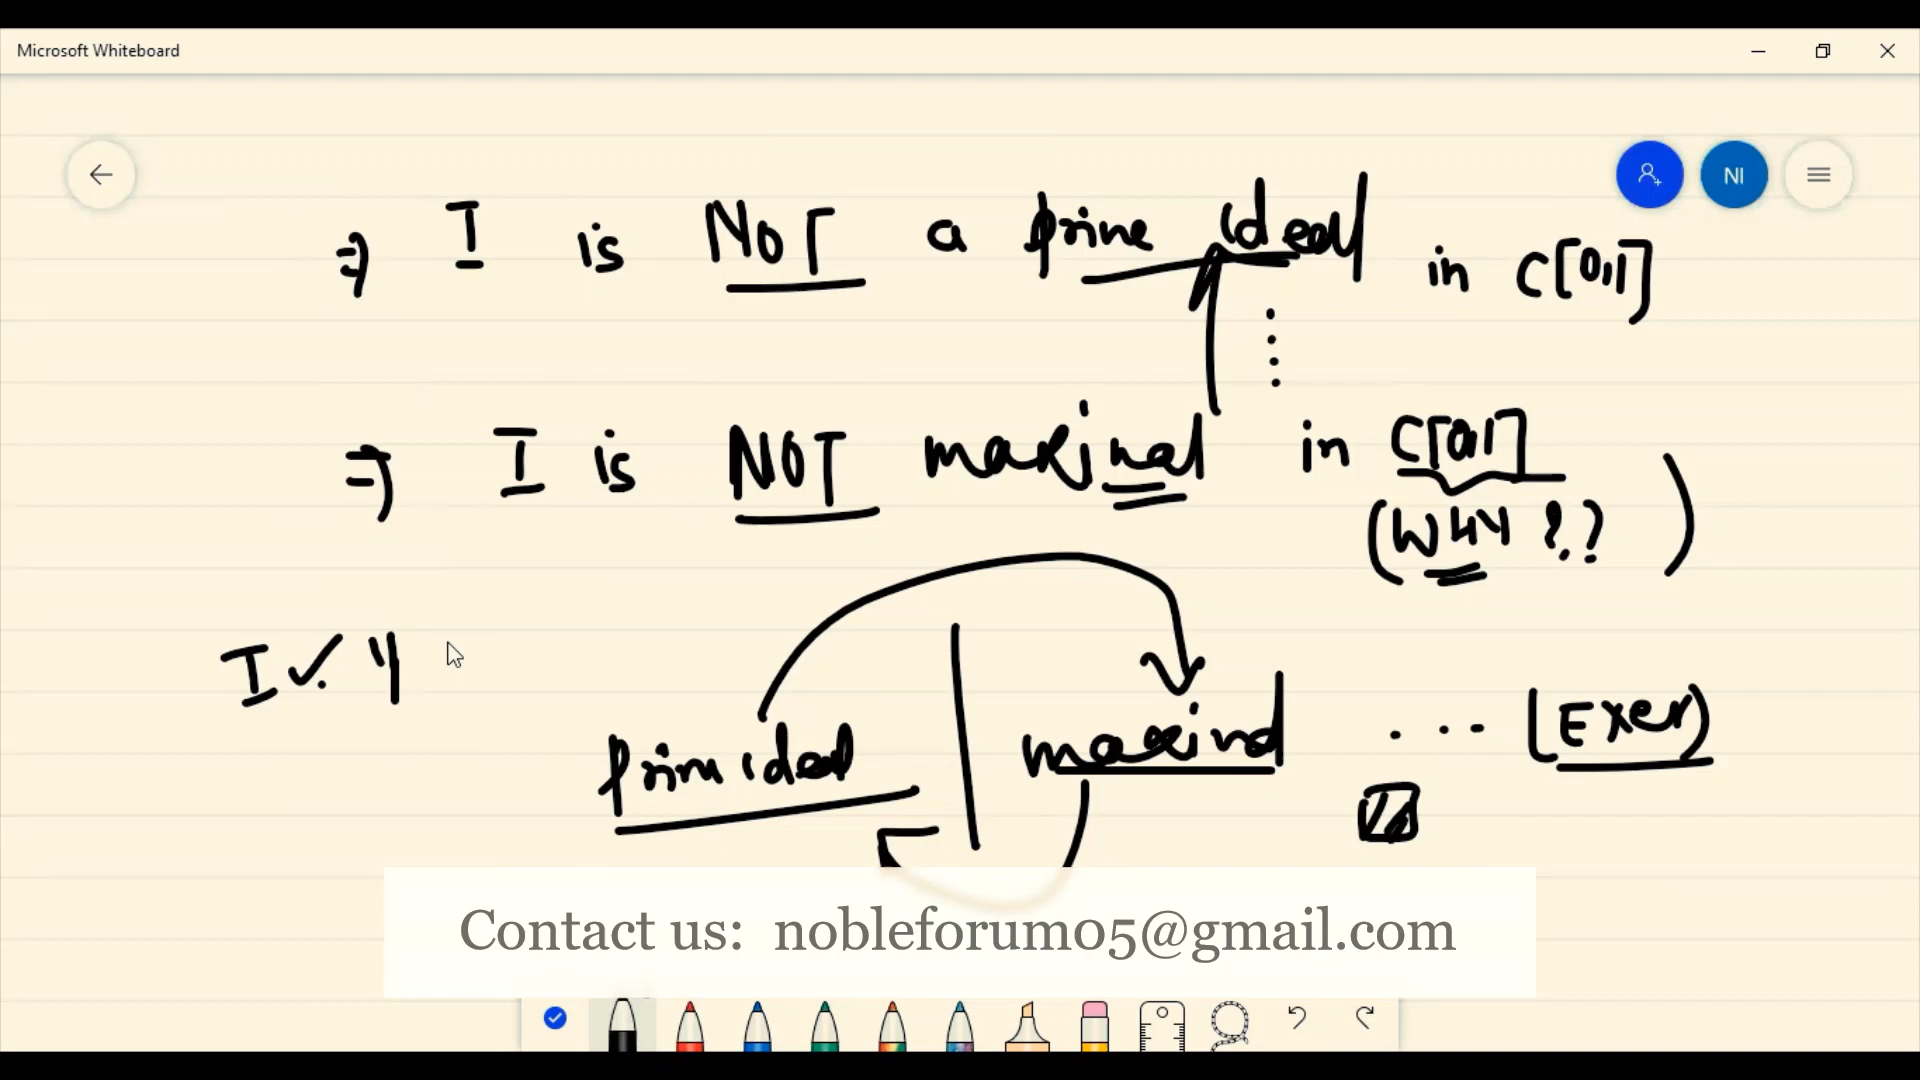 Microsoft Whiteboard
NI
⇒ I is NOT a prime ideal in C[0,1]
⇒ I is NOT maximal in C[0,1]
(WHY ??)
I ✓.
prime ideal | maximal ... (Exer)
Contact us: nobleforum05@gmail.com